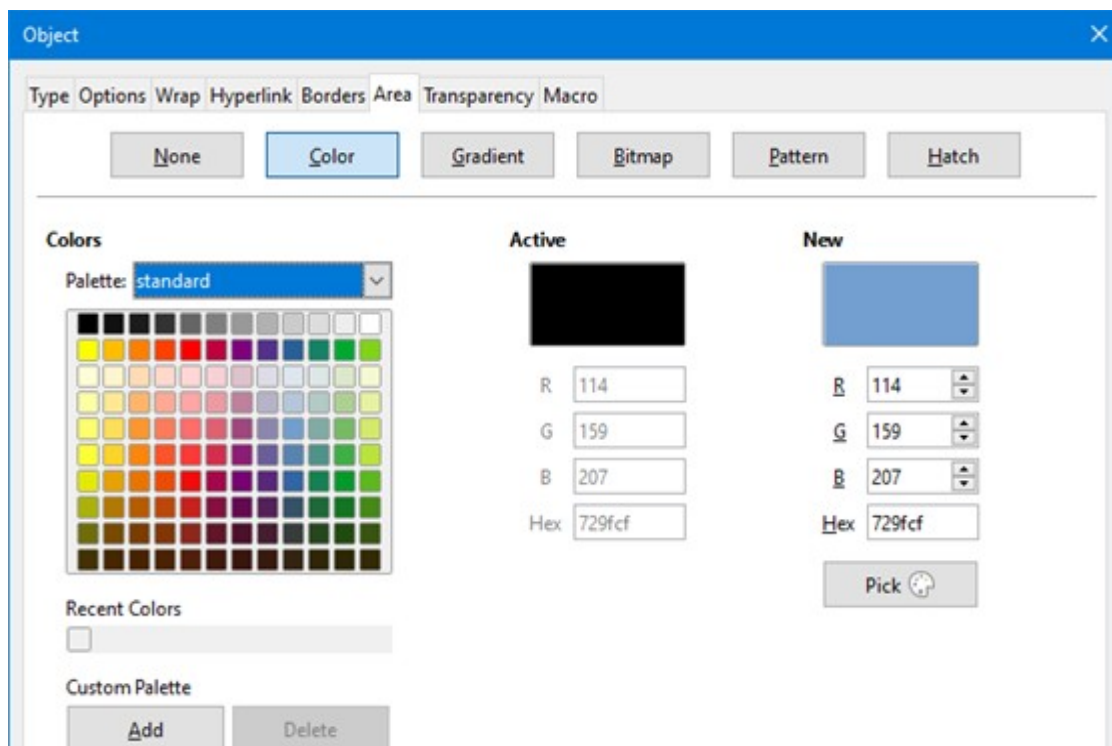 Object
Type Options Wrap Hyperlink Borders Area Transparency Macro
None Color Gradient Bitmap Pattern Hatch
Colors Active New
Palette: standard
R 114 R 114
G 159 G 159
B 207 B 207
Hex 729fcf Hex 729fcf
Pick
Recent Colors
Custom Palette
Add Delete